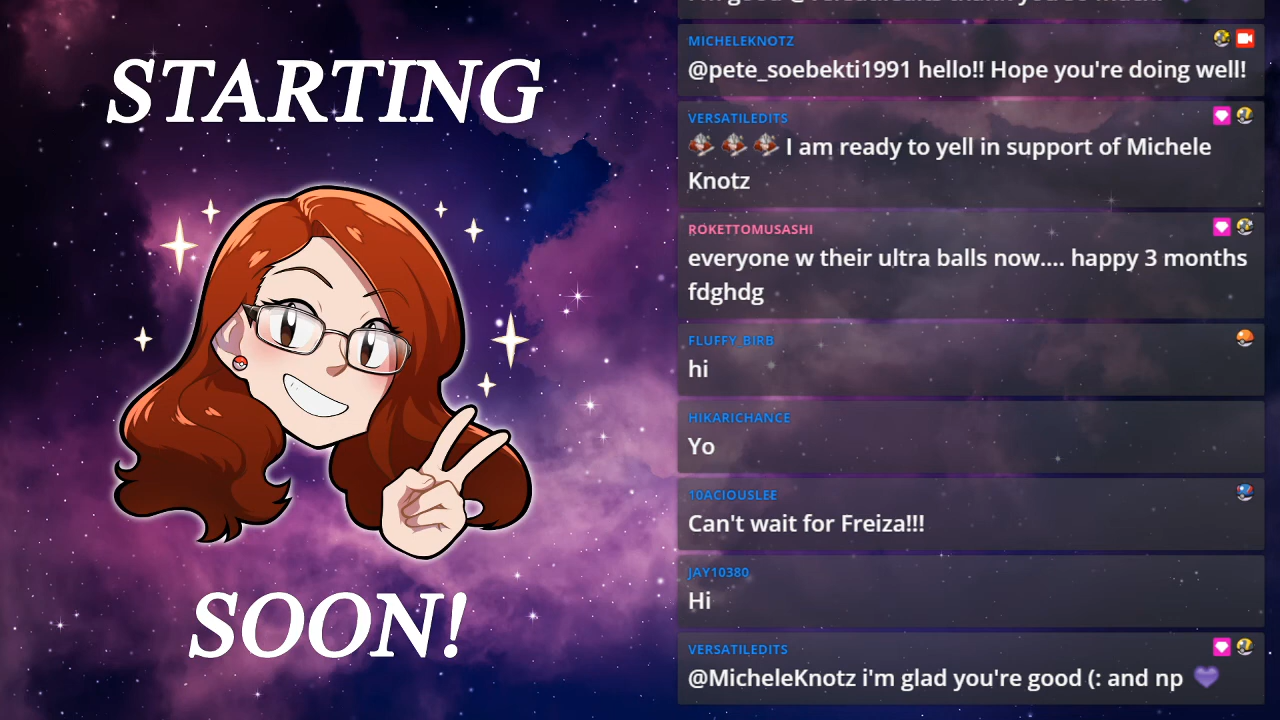 STARTING
SOON!
MICHELEKNOTZ
@pete_soebekti1991 hello!! Hope you're doing well!
VERSATILEDITS
I am ready to yell in support of Michele
Knotz
ROKETTOMUSASHI
everyone w their ultra balls now.... happy 3 months
fdghdg
FLUFFY_BIRB
hi
HIKARICHANCE
Yo
10ACIOUSLEE
Can't wait for Freiza!!!
JAY10380
Hi
VERSATILEDITS
@MicheleKnotz i'm glad you're good (: and np 💜